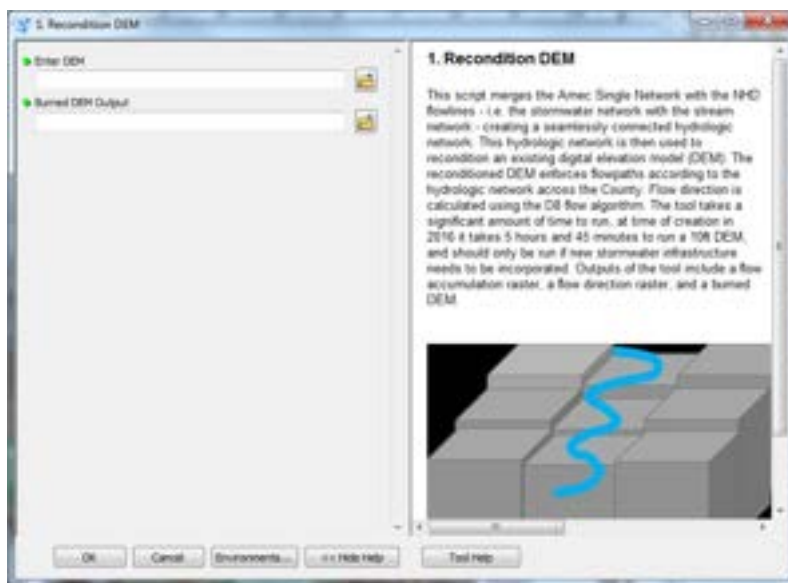 1. Recondition DEM
Enter DEM
Burned DEM Output
1. Recondition DEM
This script merges the Amec Single Network with the NHD
flowlines - i.e. the stormwater network with the stream
network - creating a seamlessly connected hydrologic
network. This hydrologic network is then used to
recondition an existing digital elevation model (DEM). The
reconditioned DEM enforces flowpaths according to the
hydrologic network across the County. Flow direction is
calculated using the D8 flow algorithm. The tool takes a
significant amount of time to run, at time of creation in
2016 it takes 5 hours and 45 minutes to run a 10ft DEM,
and should only be run if new stormwater infrastructure
needs to be incorporated. Outputs of the tool include a flow
accumulation raster, a flow direction raster, and a burned
DEM.
OK
Cancel
Environments...
<< Hide Help
Tool Help